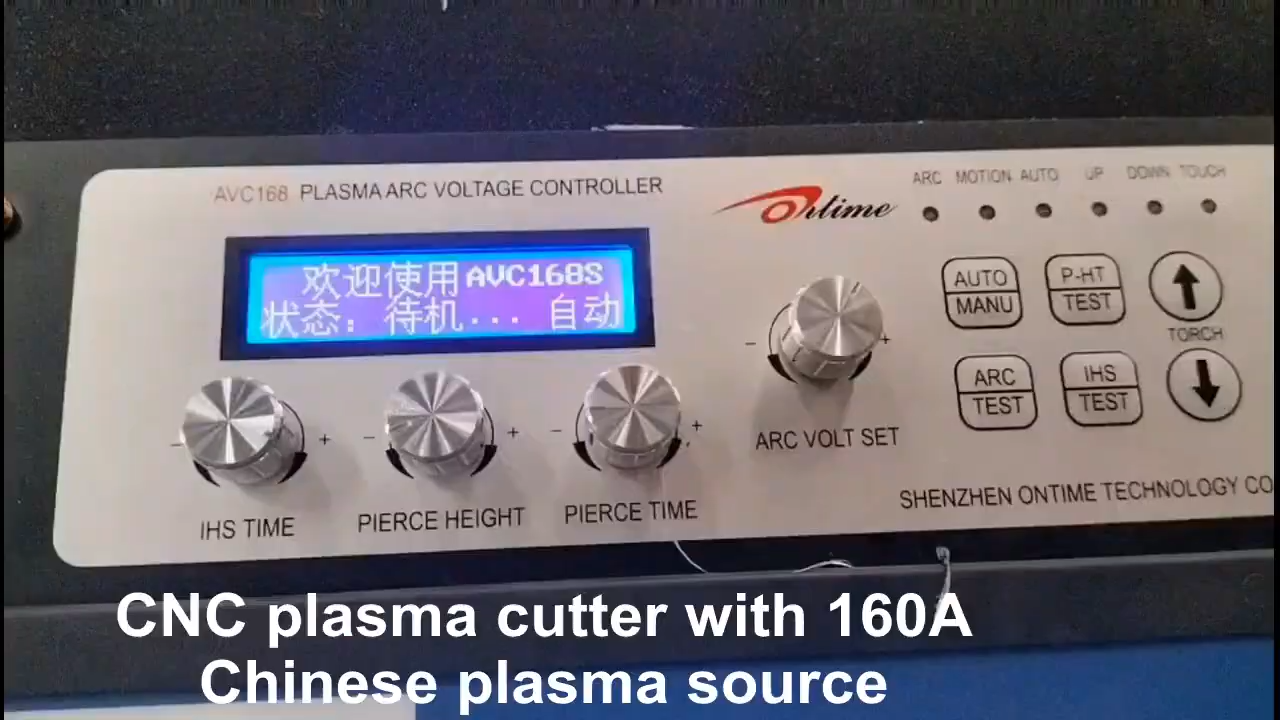 AVC168 PLASMA ARC VOLTAGE CONTROLLER
Ontime
ARC MOTION AUTO UP DOWN TOUCH
欢迎使用AVC168S
状态：待机... 自动
AUTO
MANU
P-HT
TEST
TORCH
ARC
TEST
IHS
TEST
- +
- +
- +
- +
IHS TIME
PIERCE HEIGHT
PIERCE TIME
ARC VOLT SET
SHENZHEN ONTIME TECHNOLOGY CO
CNC plasma cutter with 160A
Chinese plasma source